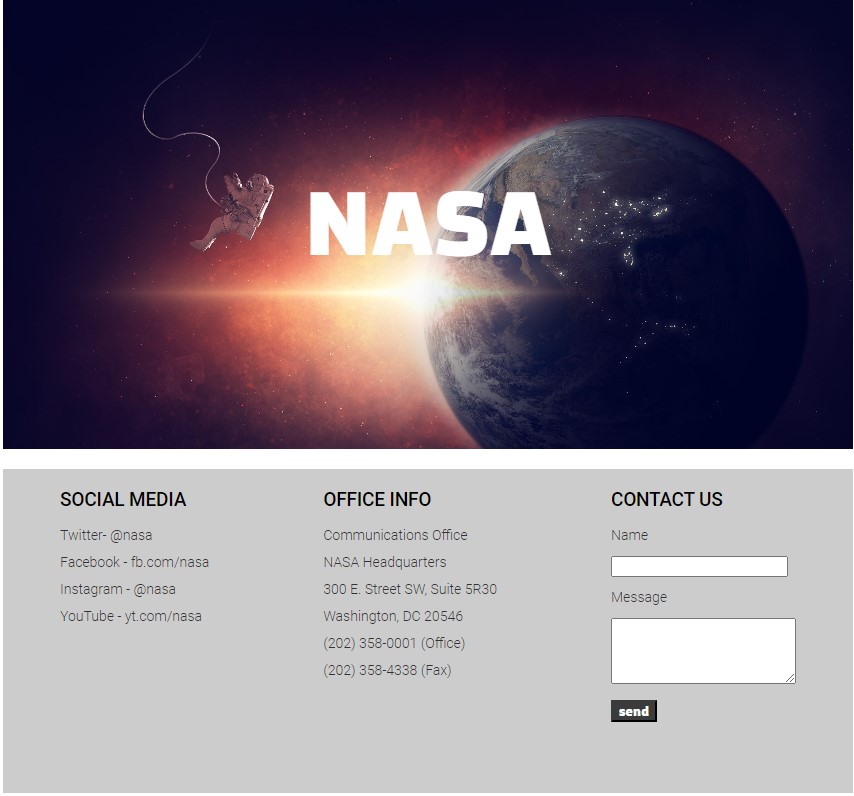 NASA
SOCIAL MEDIA
Twitter- @nasa
Facebook - fb.com/nasa
Instagram - @nasa
YouTube - yt.com/nasa
OFFICE INFO
Communications Office
NASA Headquarters
300 E. Street SW, Suite 5R30
Washington, DC 20546
(202) 358-0001 (Office)
(202) 358-4338 (Fax)
CONTACT US
Name
Message
send